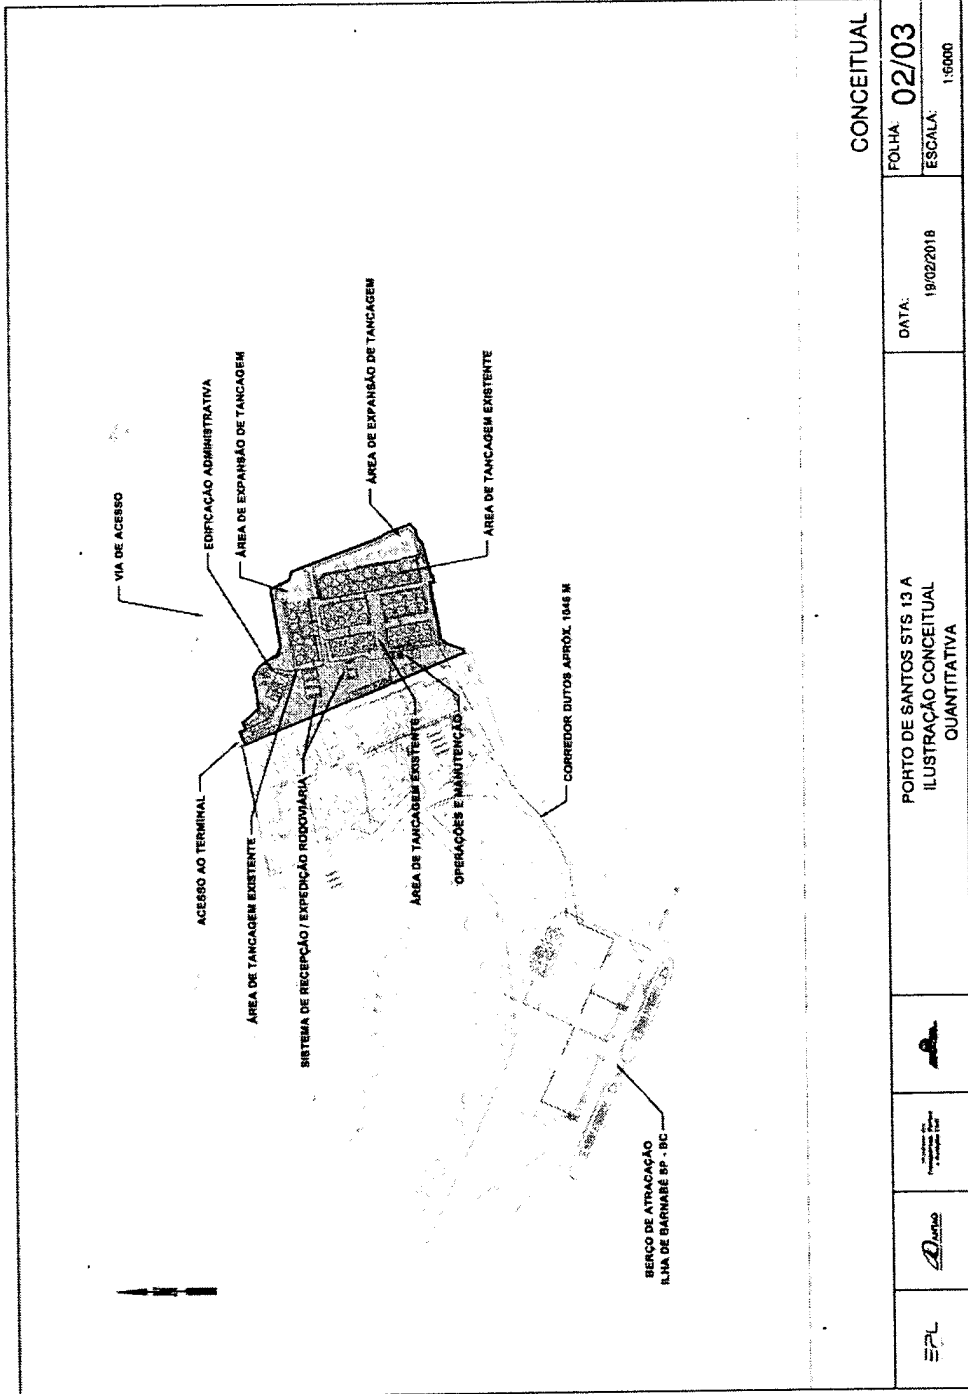 VIA DE ACESSO
EDIFICAÇÃO ADMINISTRATIVA
ÁREA DE EXPANSÃO DE TANCAGEM
ÁREA DE EXPANSÃO DE TANCAGEM
ÁREA DE TANCAGEM EXISTENTE
ACESSO AO TERMINAL
ÁREA DE TANCAGEM EXISTENTE
SISTEMA DE RECEPÇÃO / EXPEDIÇÃO RODOVIÁRIA
ÁREA DE TANCAGEM EXISTENTE
OPERAÇÕES E MANUTENÇÃO
CORREDOR DUTOS APROX. 1046 M
BERÇO DE ATRACAÇÃO
ILHA DE BARNABÉ BP - BC
CONCEITUAL
EPL
ANTAQ
PORTO DE SANTOS STS 13 A
ILUSTRAÇÃO CONCEITUAL
QUANTITATIVA
DATA:
19/02/2018
FOLHA: 02/03
ESCALA:
1:6000